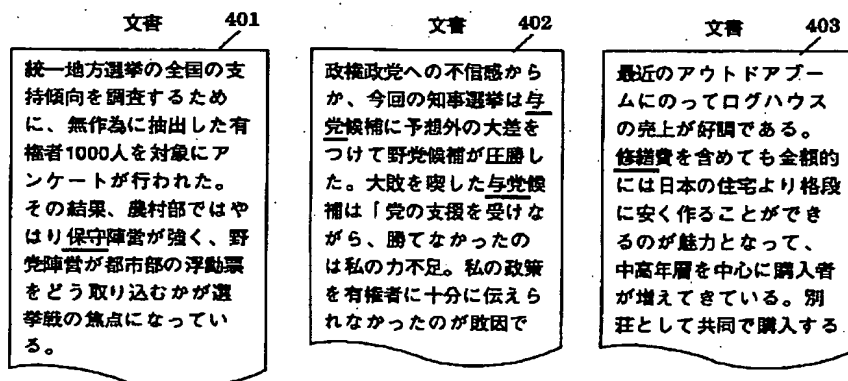 文書 401
統一地方選挙の全国の支
持傾向を調査するため
に、無作為に抽出した有
権者1000人を対象にア
ンケートが行われた。
その結果、農村部ではや
はり保守陣営が強く、野
党陣営が都市部の浮動票
をどう取り込むかが選
挙戦の焦点になってい
る。
文書 402
政権政党への不信感から
か、今回の知事選挙は与
党候補に予想外の大差を
つけて野党候補が圧勝し
た。大敗を喫した与党候
補は「党の支援を受けな
がら、勝てなかったの
は私の力不足。私の政策
を有権者に十分に伝えら
れなかったのが敗因で
文書 403
最近のアウトドアブー
ムにのってログハウス
の売上が好調である。
修繕費を含めても金額的
には日本の住宅より格段
に安く作ることができ
るのが魅力となって、
中高年層を中心に購入者
が増えてきている。別
荘として共同で購入する